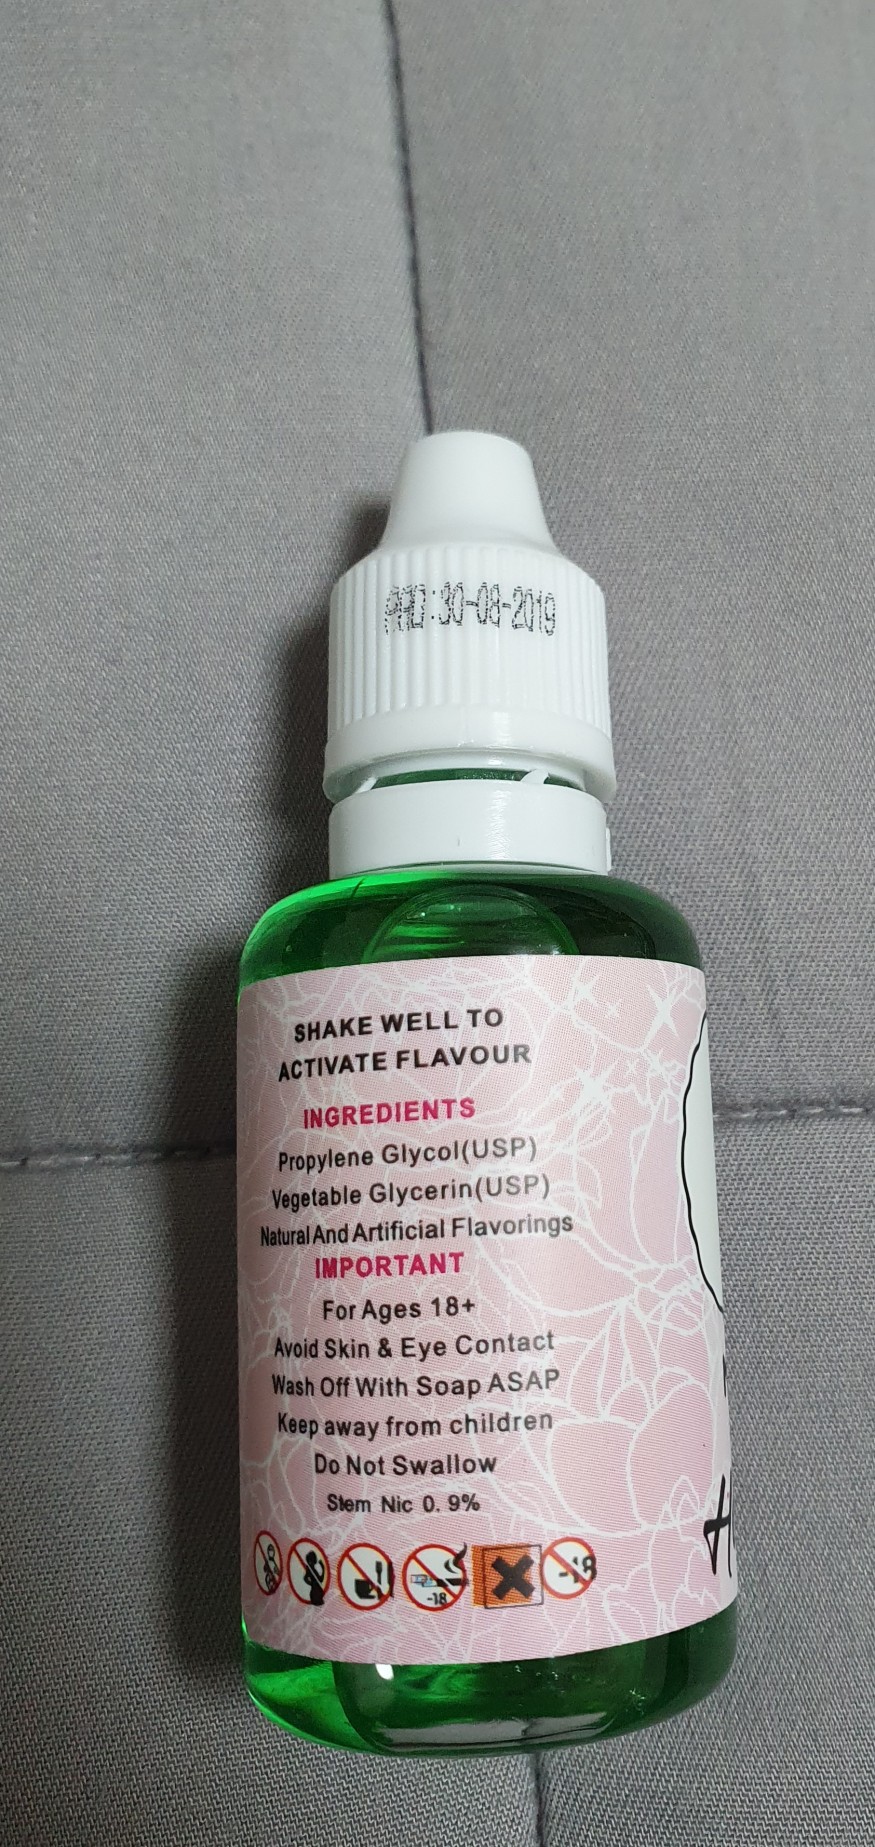 PRD:30-08-2019
SHAKE WELL TO
ACTIVATE FLAVOUR
INGREDIENTS
Propylene Glycol(USP)
Vegetable Glycerin(USP)
Natural And Artificial Flavorings
IMPORTANT
For Ages 18+
Avoid Skin & Eye Contact
Wash Off With Soap ASAP
Keep away from children
Do Not Swallow
Stem Nic 0. 9%
-18
-18